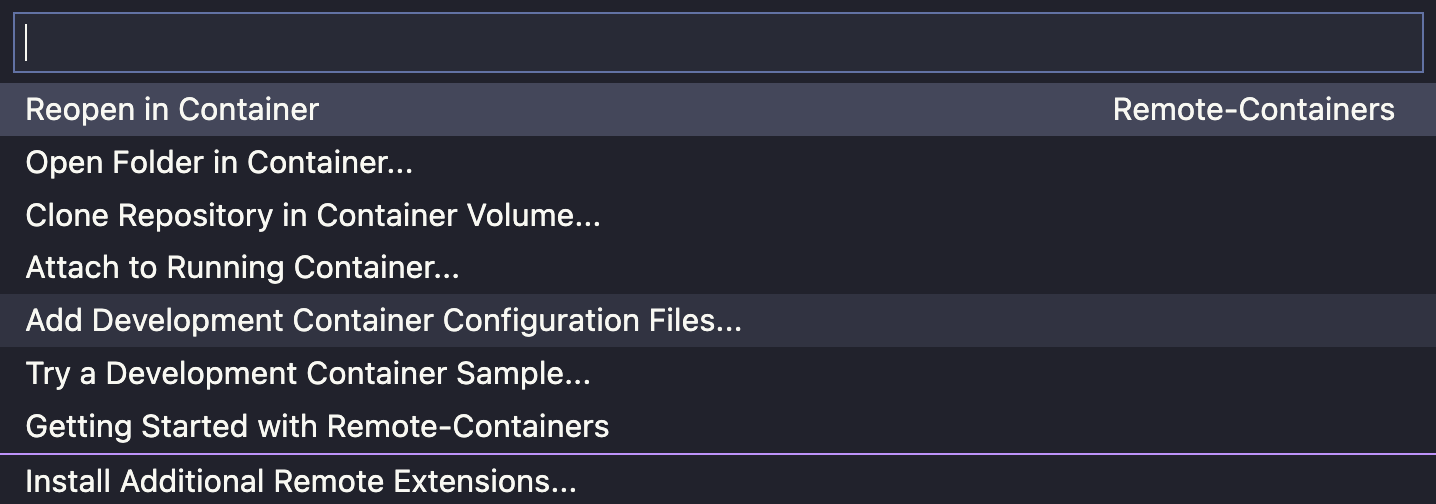 Reopen in Container Remote-Containers
Open Folder in Container...
Clone Repository in Container Volume...
Attach to Running Container...
Add Development Container Configuration Files...
Try a Development Container Sample...
Getting Started with Remote-Containers
Install Additional Remote Extensions...